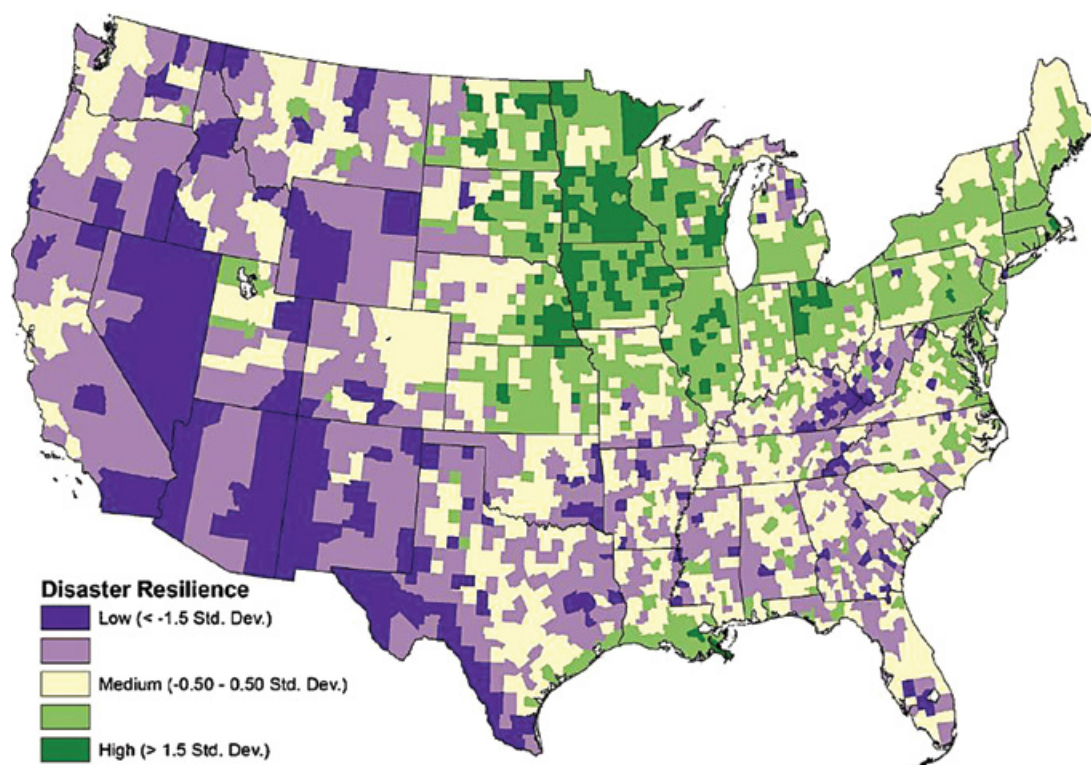 Disaster Resilience
Low (< -1.5 Std. Dev.)
Medium (-0.50 - 0.50 Std. Dev.)
High (> 1.5 Std. Dev.)